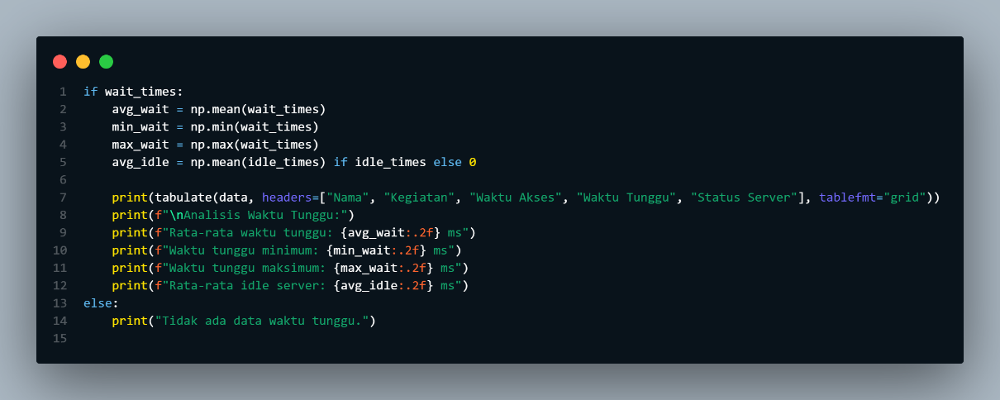 1 if wait_times:
2     avg_wait = np.mean(wait_times)
3     min_wait = np.min(wait_times)
4     max_wait = np.max(wait_times)
5     avg_idle = np.mean(idle_times) if idle_times else 0
6
7     print(tabulate(data, headers=["Nama", "Kegiatan", "Waktu Akses", "Waktu Tunggu", "Status Server"], tablefmt="grid"))
8     print(f"\nAnalisis Waktu Tunggu:")
9     print(f"Rata-rata waktu tunggu: {avg_wait:.2f} ms")
10     print(f"Waktu tunggu minimum: {min_wait:.2f} ms")
11     print(f"Waktu tunggu maksimum: {max_wait:.2f} ms")
12     print(f"Rata-rata idle server: {avg_idle:.2f} ms")
13 else:
14     print("Tidak ada data waktu tunggu.")
15